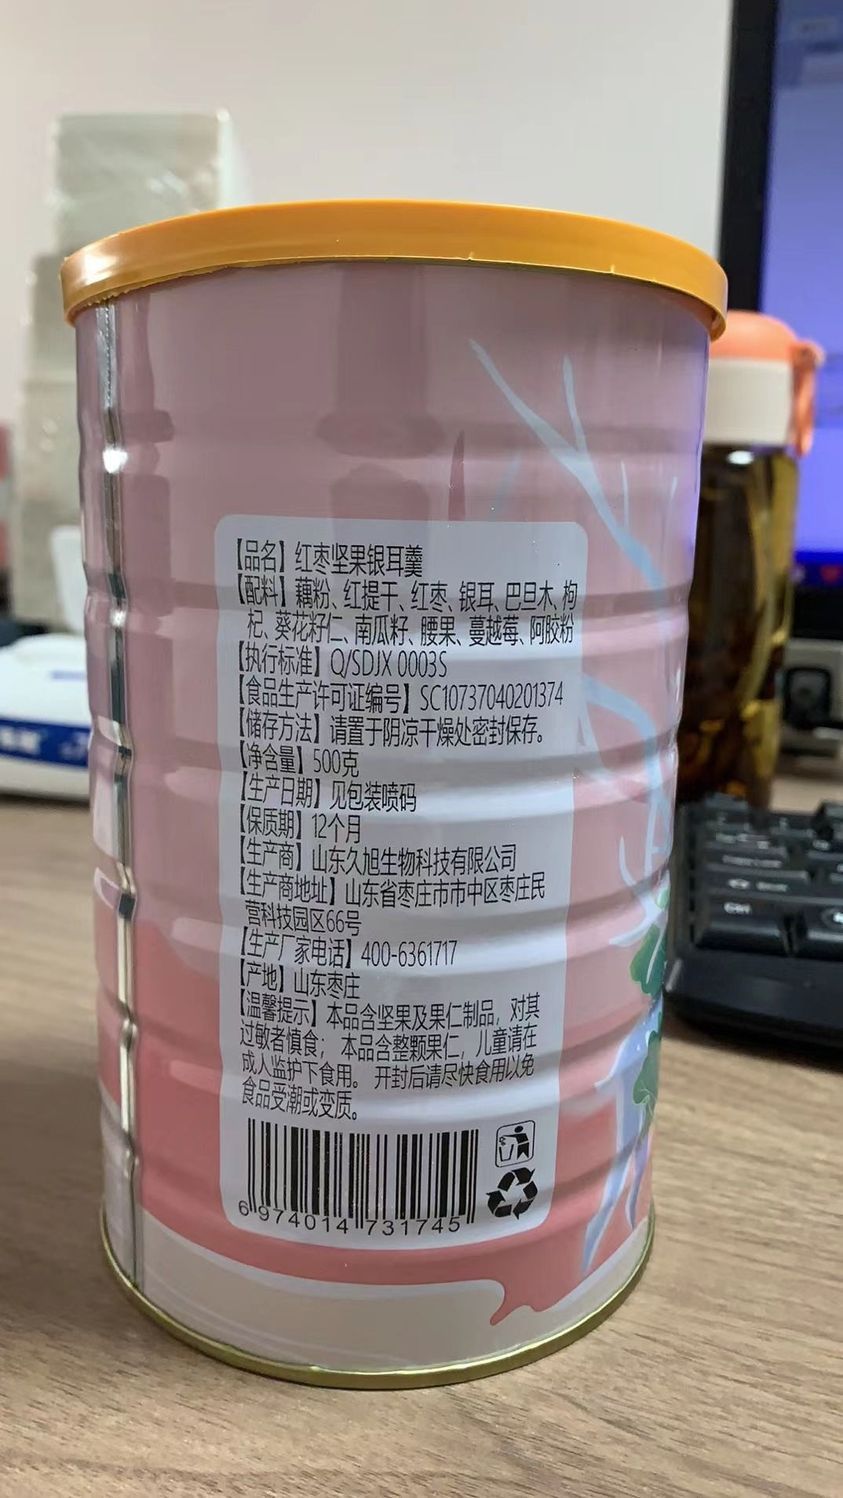 【品名】红枣坚果银耳羹
【配料】藕粉、红提干、红枣、银耳、巴旦木、枸
杞、葵花籽仁、南瓜籽、腰果、蔓越莓、阿胶粉
【执行标准】Q/SDJX 0003S
【食品生产许可证编号】SC10737040201374
【储存方法】请置于阴凉干燥处密封保存。
【净含量】500克
【生产日期】见包装喷码
【保质期】12个月
【生产商】山东久旭生物科技有限公司
【生产商地址】山东省枣庄市市中区枣庄民
营科技园区66号
【生产厂家电话】400-6361717
【产地】山东枣庄
【温馨提示】本品含坚果及果仁制品，对其
过敏者慎食；本品含整颗果仁，儿童请在
成人监护下食用。开封后请尽快食用以免
食品受潮或变质。
6 974014 731745